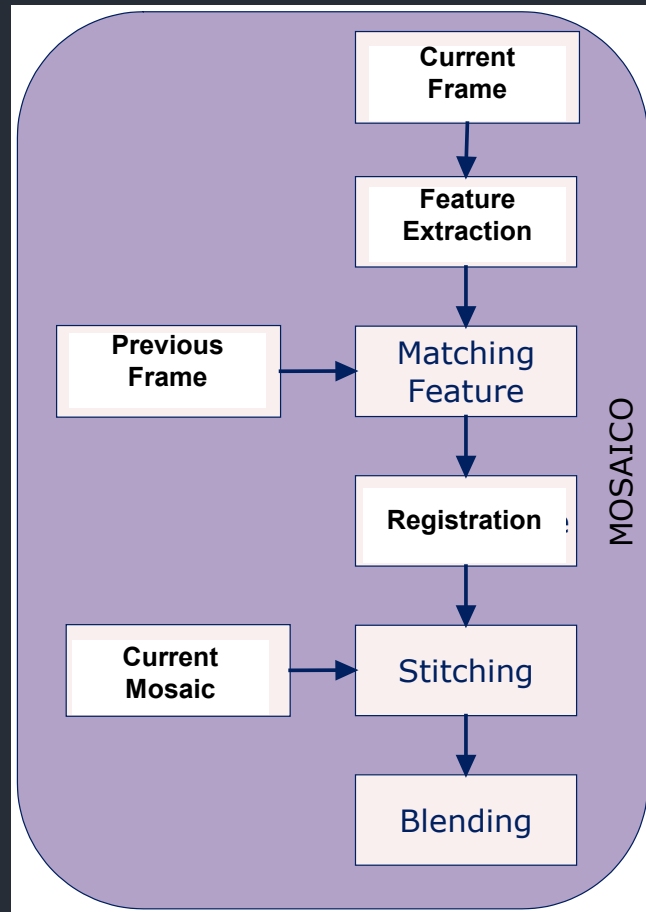 Current
Frame
Feature
Extraction
Previous
Frame
Matching
Feature
MOSAICO
Registration
Current
Mosaic
Stitching
Blending